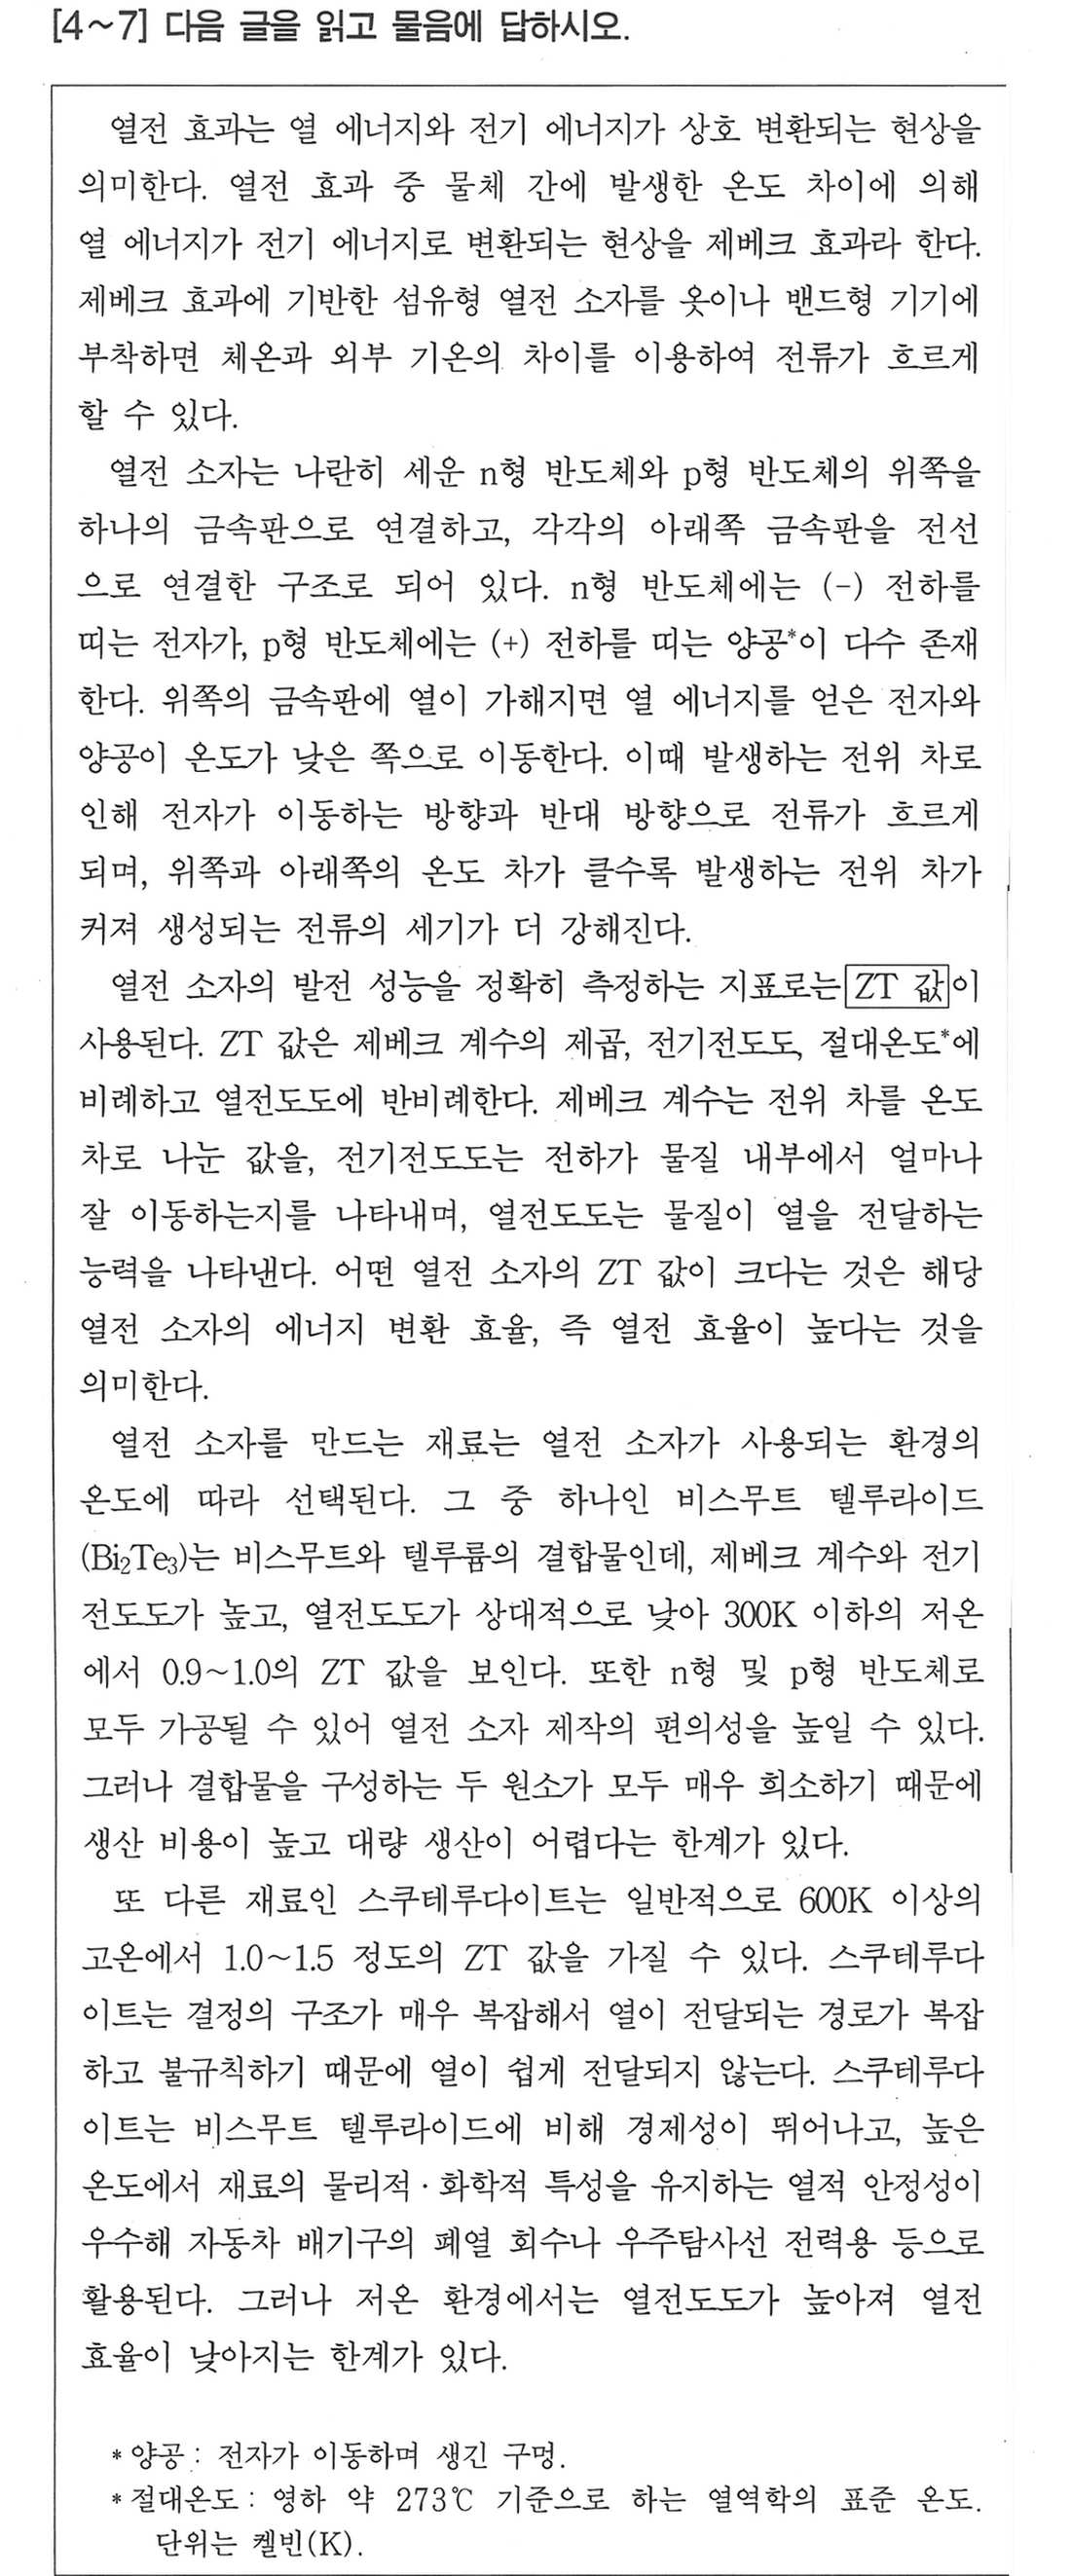 [4~7] 다음 글을 읽고 물음에 답하시오.
열전 효과는 열 에너지와 전기 에너지가 상호 변환되는 현상을
의미한다. 열전 효과 중 물체 간에 발생한 온도 차이에 의해
열 에너지가 전기 에너지로 변환되는 현상을 제베크 효과라 한다.
제베크 효과에 기반한 섬유형 열전 소자를 옷이나 밴드형 기기에
부착하면 체온과 외부 기온의 차이를 이용하여 전류가 흐르게
할 수 있다.
열전 소자는 나란히 세운 n형 반도체와 p형 반도체의 위쪽을
하나의 금속판으로 연결하고, 각각의 아래쪽 금속판을 전선
으로 연결한 구조로 되어 있다. n형 반도체에는 (-) 전하를
띠는 전자가, p형 반도체에는 (+) 전하를 띠는 양공*이 다수 존재
한다. 위쪽의 금속판에 열이 가해지면 열 에너지를 얻은 전자와
양공이 온도가 낮은 쪽으로 이동한다. 이때 발생하는 전위 차로
인해 전자가 이동하는 방향과 반대 방향으로 전류가 흐르게
되며, 위쪽과 아래쪽의 온도 차가 클수록 발생하는 전위 차가
커져 생성되는 전류의 세기가 더 강해진다.
열전 소자의 발전 성능을 정확히 측정하는 지표로는 ZT 값이
사용된다. ZT 값은 제베크 계수의 제곱, 전기전도도, 절대온도*에
비례하고 열전도도에 반비례한다. 제베크 계수는 전위 차를 온도
차로 나눈 값을, 전기전도도는 전하가 물질 내부에서 얼마나
잘 이동하는지를 나타내며, 열전도도는 물질이 열을 전달하는
능력을 나타낸다. 어떤 열전 소자의 ZT 값이 크다는 것은 해당
열전 소자의 에너지 변환 효율, 즉 열전 효율이 높다는 것을
의미한다.
열전 소자를 만드는 재료는 열전 소자가 사용되는 환경의
온도에 따라 선택된다. 그 중 하나인 비스무트 텔루라이드
(Bi₂Te₃)는 비스무트와 텔루륨의 결합물인데, 제베크 계수와 전기
전도도가 높고, 열전도도가 상대적으로 낮아 300K 이하의 저온
에서 0.9~1.0의 ZT 값을 보인다. 또한 n형 및 p형 반도체로
모두 가공될 수 있어 열전 소자 제작의 편의성을 높일 수 있다.
그러나 결합물을 구성하는 두 원소가 모두 매우 희소하기 때문에
생산 비용이 높고 대량 생산이 어렵다는 한계가 있다.
또 다른 재료인 스쿠테루다이트는 일반적으로 600K 이상의
고온에서 1.0~1.5 정도의 ZT 값을 가질 수 있다. 스쿠테루다
이트는 결정의 구조가 매우 복잡해서 열이 전달되는 경로가 복잡
하고 불규칙하기 때문에 열이 쉽게 전달되지 않는다. 스쿠테루다
이트는 비스무트 텔루라이드에 비해 경제성이 뛰어나고, 높은
온도에서 재료의 물리적·화학적 특성을 유지하는 열적 안정성이
우수해 자동차 배기구의 폐열 회수나 우주탐사선 전력용 등으로
활용된다. 그러나 저온 환경에서는 열전도도가 높아져 열전
효율이 낮아지는 한계가 있다.
* 양공 : 전자가 이동하며 생긴 구멍.
* 절대온도 : 영하 약 273℃ 기준으로 하는 열역학의 표준 온도.
단위는 켈빈(K).